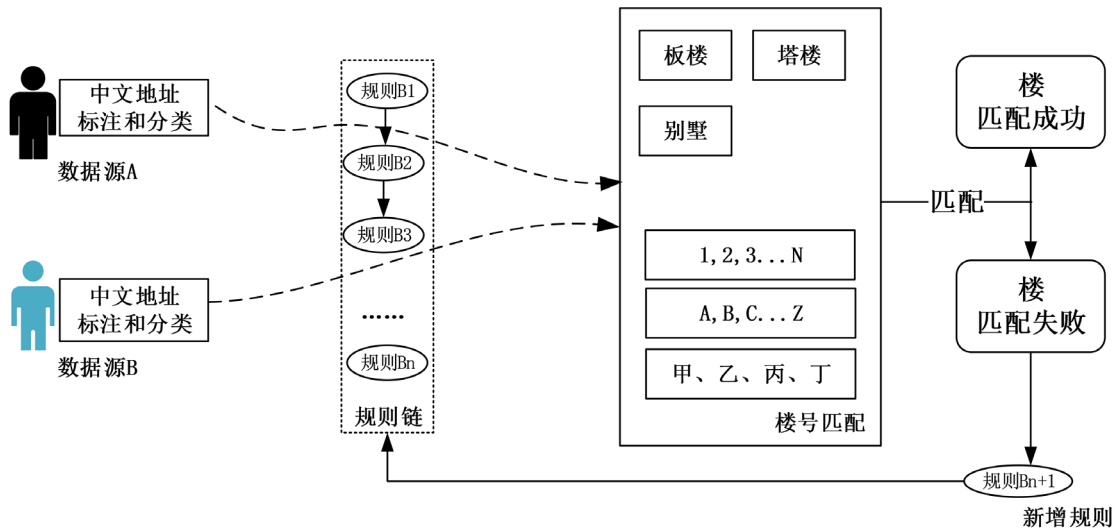 中文地址
标注和分类
数据源A
中文地址
标注和分类
数据源B
规则B1
规则B2
规则B3
……
规则Bn
规则链
板楼
塔楼
别墅
1,2,3...N
A,B,C...Z
甲、乙、丙、丁
楼号匹配
匹配
楼
匹配成功
楼
匹配失败
规则Bn+1
新增规则